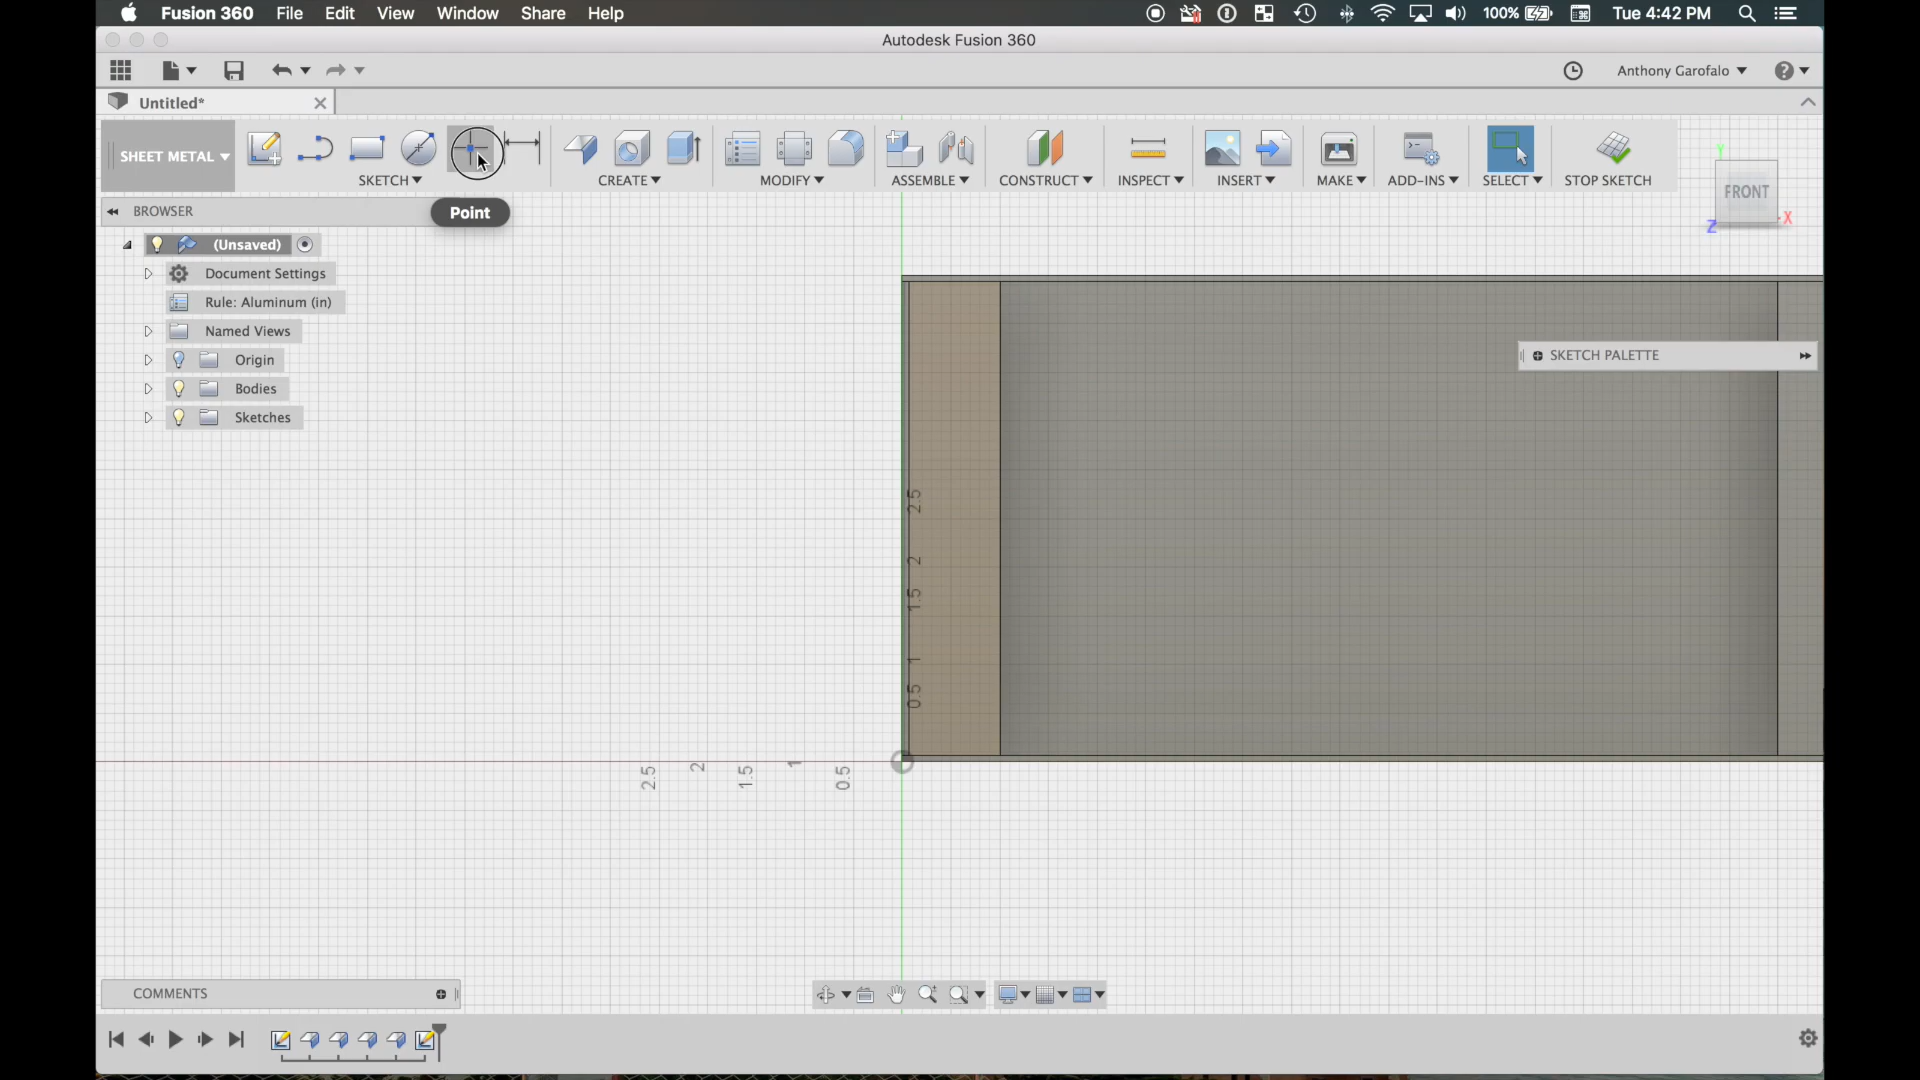 Fusion 360 File Edit View Window Share Help 100% Tue 4:42 PM
Autodesk Fusion 360
Anthony Garofalo
Untitled*
SHEET METAL
SKETCH CREATE MODIFY ASSEMBLE CONSTRUCT INSPECT INSERT MAKE ADD-INS SELECT STOP SKETCH
Y
FRONT
X
Z
BROWSER
Point
(Unsaved)
Document Settings
Rule: Aluminum (in)
Named Views
Origin
Bodies
Sketches
SKETCH PALETTE
2.5
2
1.5
1
0.5
2.5 2 1.5 1 0.5
COMMENTS